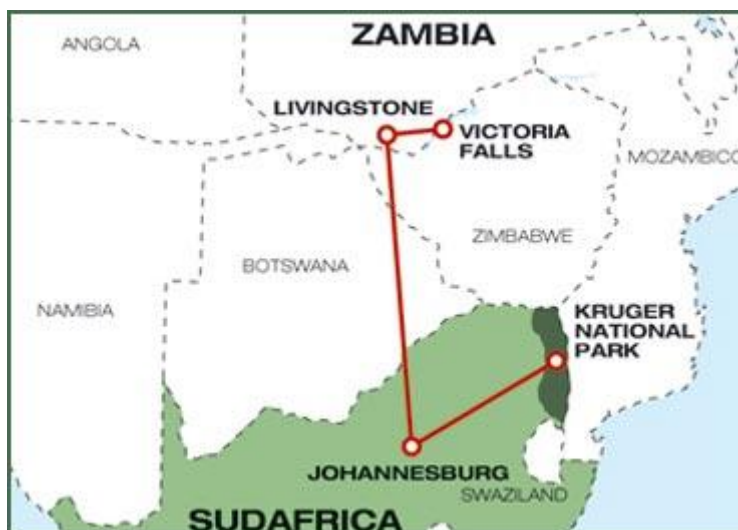 ZAMBIA
ANGOLA
LIVINGSTONE
VICTORIA
FALLS
MOZAMBICO
ZIMBABWE
BOTSWANA
NAMIBIA
KRUGER
NATIONAL
PARK
JOHANNESBURG
SWAZILAND
SUDAFRICA